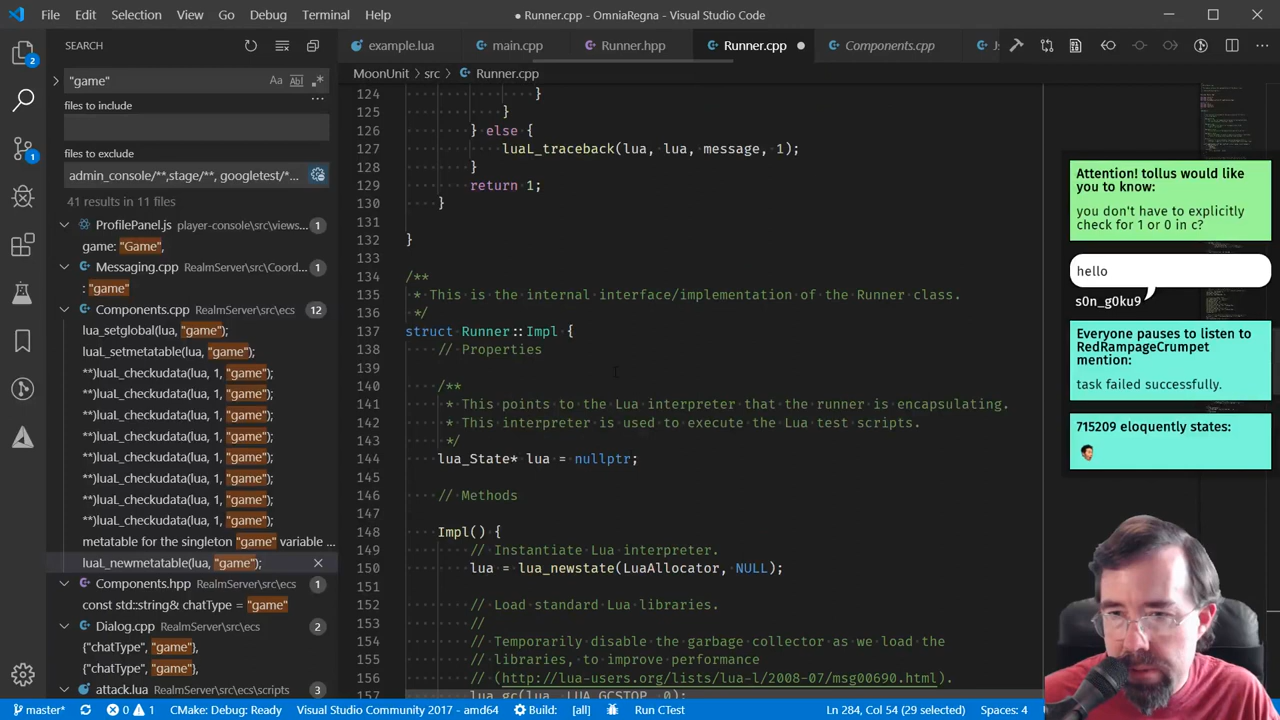 File Edit Selection View Go Debug Terminal Help
● Runner.cpp - OmniaRegna - Visual Studio Code
SEARCH
example.lua main.cpp Runner.hpp Runner.cpp ● Components.cpp
MoonUnit > src > Runner.cpp
"game"
files to include
files to exclude
admin_console/**,stage/**, googletest/*...
41 results in 11 files
ProfilePanel.js player-console\src\views... 1
game: "Game",
Messaging.cpp RealmServer\src\Coord... 1
: "game"
Components.cpp RealmServer\src\ecs 12
lua_setglobal(lua, "game");
luaL_setmetatable(lua, "game");
**)luaL_checkudata(lua, 1, "game");
**)luaL_checkudata(lua, 1, "game");
**)luaL_checkudata(lua, 1, "game");
**)luaL_checkudata(lua, 1, "game");
**)luaL_checkudata(lua, 1, "game");
**)luaL_checkudata(lua, 1, "game");
**)luaL_checkudata(lua, 1, "game");
**)luaL_checkudata(lua, 1, "game");
metatable for the singleton "game" variable ...
luaL_newmetatable(lua, "game");
Components.hpp RealmServer\src\ecs 1
const std::string& chatType = "game"
Dialog.cpp RealmServer\src\ecs 2
{"chatType", "game"},
{"chatType", "game"},
attack.lua RealmServer\src\ecs\scripts 3
124 }
125 }
126 } else {
127 luaL_traceback(lua, lua, message, 1);
128 }
129 return 1;
130 }
131
132 }
133
134 /**
135 * This is the internal interface/implementation of the Runner class.
136 */
137 struct Runner::Impl {
138 // Properties
139
140 /**
141 * This points to the Lua interpreter that the runner is encapsulating.
142 * This interpreter is used to execute the Lua test scripts.
143 */
144 lua_State* lua = nullptr;
145
146 // Methods
147
148 Impl() {
149 // Instantiate Lua interpreter.
150 lua = lua_newstate(LuaAllocator, NULL);
151
152 // Load standard Lua libraries.
153 //
154 // Temporarily disable the garbage collector as we load the
155 // libraries, to improve performance
156 // (http://lua-users.org/lists/lua-l/2008-07/msg00690.html).
157 lua_gc(lua, LUA_GCSTOP, 0);
Attention! tollus would like
you to know:
you don't have to explicitly
check for 1 or 0 in c?
hello
s0n_g0ku9
Everyone pauses to listen to
RedRampageCrumpet
mention:
task failed successfully.
715209 eloquently states:
master* 0 1 CMake: Debug: Ready Visual Studio Community 2017 - amd64 Build: [all] Run CTest Ln 284, Col 54 (29 selected) Spaces: 4